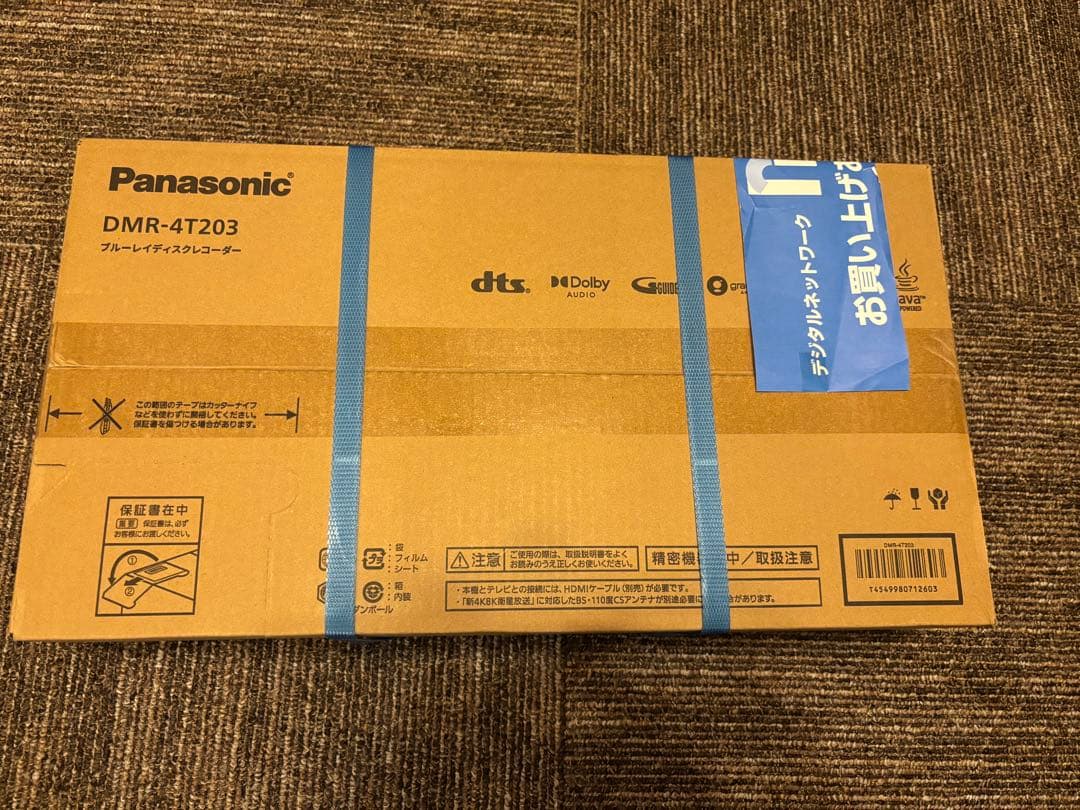 Panasonic
DMR-4T203
ブルーレイディスクレコーダー
dts
Dolby
AUDIO
G-GUIDE
デジタルネットワーク
お買い上げ
POWERED
この範囲のテープはカッターナイフ
などを使わずに開梱してください。
保証書を傷つける場合があります。
保証書在中
重要 保証書は、必ず
お客様にお渡しください。
①
②
プラ
：袋
：フィルム
：シート
：箱
：内装
ダンボール
注意
ご使用の際は、取扱説明書をよく
お読みのうえ正しくお使いください。
精密機
中/取扱注意
・本機とテレビとの接続には、HDMIケーブル(別売)が必要です。
・「新4K8K衛星放送」に対応したBS・110度CSアンテナが別途必要に
場合があります。
DMR-4T203
T4549980712603